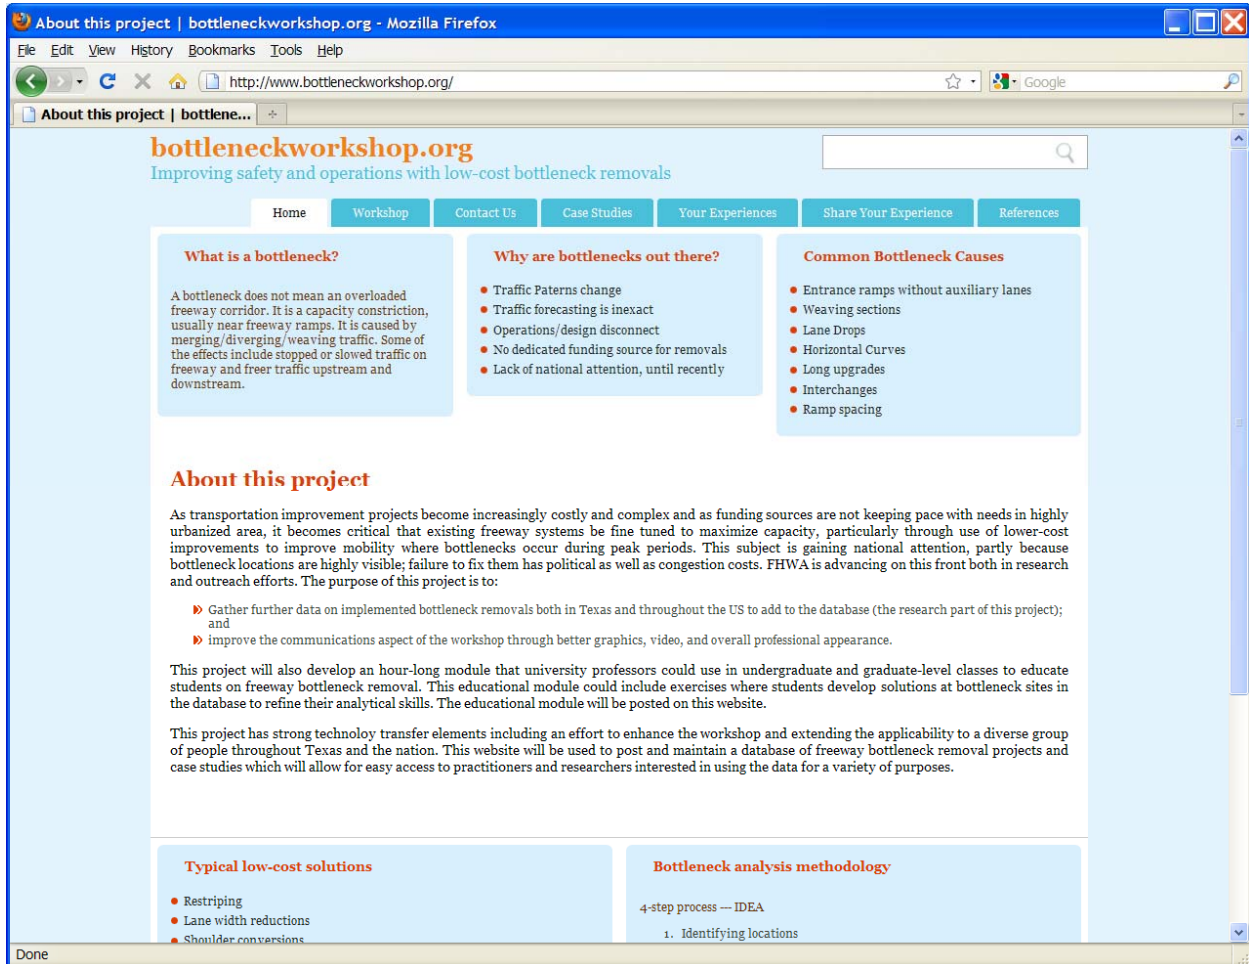 About this project | bottleneckworkshop.org - Mozilla Firefox
File Edit View History Bookmarks Tools Help
http://www.bottleneckworkshop.org/
Google
About this project | bottlene...
bottleneckworkshop.org
Improving safety and operations with low-cost bottleneck removals
Home Workshop Contact Us Case Studies Your Experiences Share Your Experience References
What is a bottleneck?
A bottleneck does not mean an overloaded
freeway corridor. It is a capacity constriction,
usually near freeway ramps. It is caused by
merging/diverging/weaving traffic. Some of
the effects include stopped or slowed traffic on
freeway and freer traffic upstream and
downstream.
Why are bottlenecks out there?
Traffic Paterns change
Traffic forecasting is inexact
Operations/design disconnect
No dedicated funding source for removals
Lack of national attention, until recently
Common Bottleneck Causes
Entrance ramps without auxiliary lanes
Weaving sections
Lane Drops
Horizontal Curves
Long upgrades
Interchanges
Ramp spacing
About this project
As transportation improvement projects become increasingly costly and complex and as funding sources are not keeping pace with needs in highly
urbanized area, it becomes critical that existing freeway systems be fine tuned to maximize capacity, particularly through use of lower-cost
improvements to improve mobility where bottlenecks occur during peak periods. This subject is gaining national attention, partly because
bottleneck locations are highly visible; failure to fix them has political as well as congestion costs. FHWA is advancing on this front both in research
and outreach efforts. The purpose of this project is to:
Gather further data on implemented bottleneck removals both in Texas and throughout the US to add to the database (the research part of this project);
and
improve the communications aspect of the workshop through better graphics, video, and overall professional appearance.
This project will also develop an hour-long module that university professors could use in undergraduate and graduate-level classes to educate
students on freeway bottleneck removal. This educational module could include exercises where students develop solutions at bottleneck sites in
the database to refine their analytical skills. The educational module will be posted on this website.
This project has strong technoloy transfer elements including an effort to enhance the workshop and extending the applicability to a diverse group
of people throughout Texas and the nation. This website will be used to post and maintain a database of freeway bottleneck removal projects and
case studies which will allow for easy access to practitioners and researchers interested in using the data for a variety of purposes.
Typical low-cost solutions
Restriping
Lane width reductions
Shoulder conversions
Bottleneck analysis methodology
4-step process --- IDEA
1. Identifying locations
Done